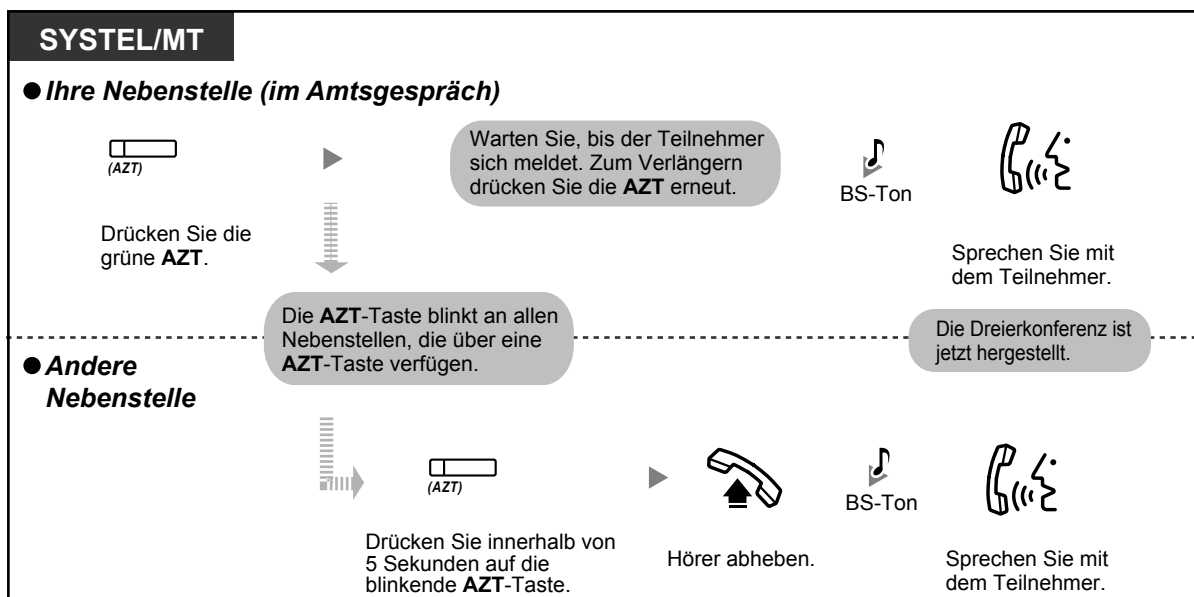 SYSTEL/MT
● Ihre Nebenstelle (im Amtsgespräch)
(AZT)
Drücken Sie die
grüne AZT.
Warten Sie, bis der Teilnehmer
sich meldet. Zum Verlängern
drücken Sie die AZT erneut.
BS-Ton
Sprechen Sie mit
dem Teilnehmer.
Die AZT-Taste blinkt an allen
Nebenstellen, die über eine
AZT-Taste verfügen.
Die Dreierkonferenz ist
jetzt hergestellt.
● Andere
Nebenstelle
(AZT)
Drücken Sie innerhalb von
5 Sekunden auf die
blinkende AZT-Taste.
Hörer abheben.
BS-Ton
Sprechen Sie mit
dem Teilnehmer.